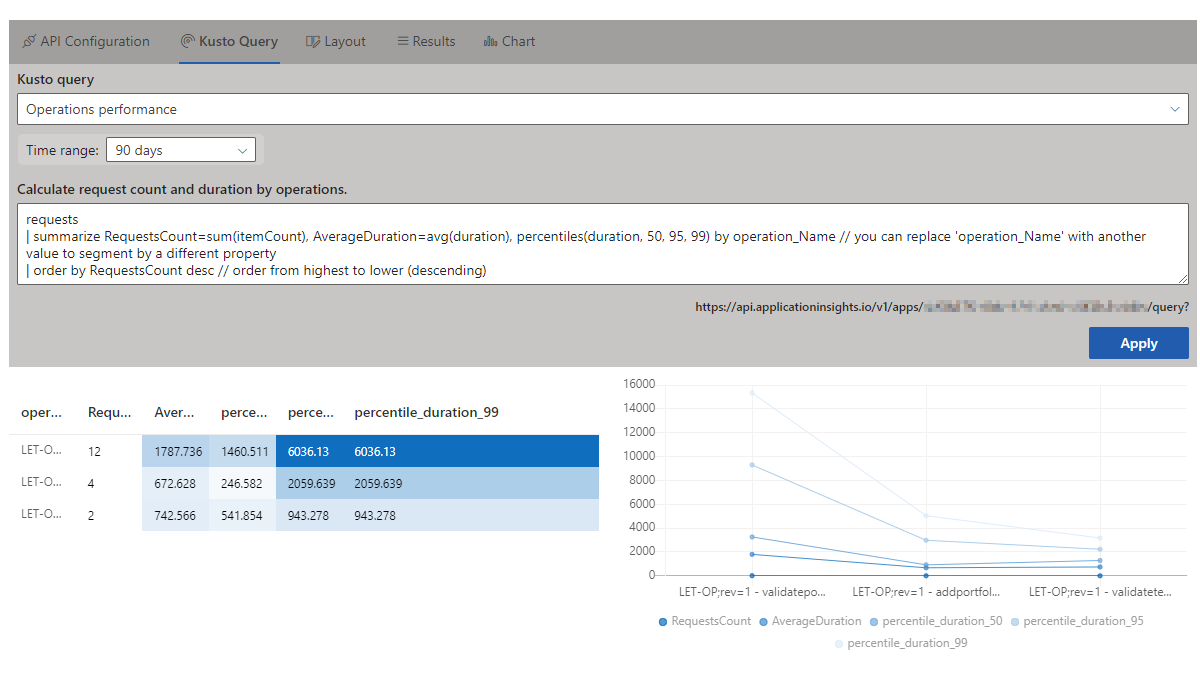 API Configuration Kusto Query Layout Results Chart
Kusto query
Operations performance
Time range: 90 days
Calculate request count and duration by operations.
requests
| summarize RequestsCount=sum(itemCount), AverageDuration=avg(duration), percentiles(duration, 50, 95, 99) by operation_Name // you can replace 'operation_Name' with another
value to segment by a different property
| order by RequestsCount desc // order from highest to lower (descending)
https://api.applicationinsights.io/v1/apps/ /query?
Apply
oper... Requ... Aver... perce... perce... percentile_duration_99
LET-O... 12 1787.736 1460.511 6036.13 6036.13
LET-O... 4 672.628 246.582 2059.639 2059.639
LET-O... 2 742.566 541.854 943.278 943.278
16000
14000
12000
10000
8000
6000
4000
2000
0
LET-OP;rev=1 - validatepo... LET-OP;rev=1 - addportfol... LET-OP;rev=1 - validatete...
RequestsCount AverageDuration percentile_duration_50 percentile_duration_95
percentile_duration_99